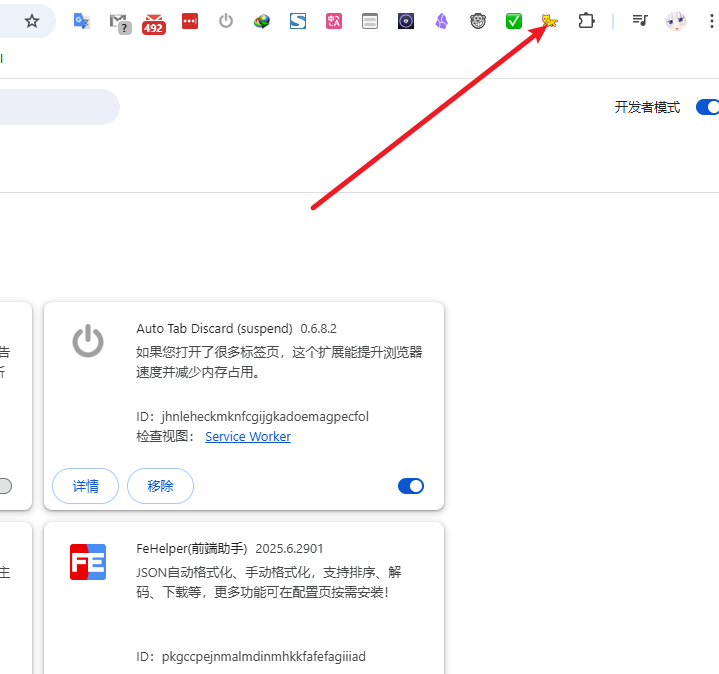 492
?
中
A
l
开发者模式
Auto Tab Discard (suspend) 0.6.8.2
告
如果您打开了很多标签页，这个扩展能提升浏览器
斤
速度并减少内存占用。
ID：jhnleheckmknfcgijgkadoemagpecfol
检查视图： Service Worker
详情 移除
FE
FeHelper(前端助手) 2025.6.2901
主
JSON自动格式化、手动格式化，支持排序、解
码、下载等，更多功能可在配置页按需安装！
ID：pkgccpejnmalmdinmhkkfafefagiiiad